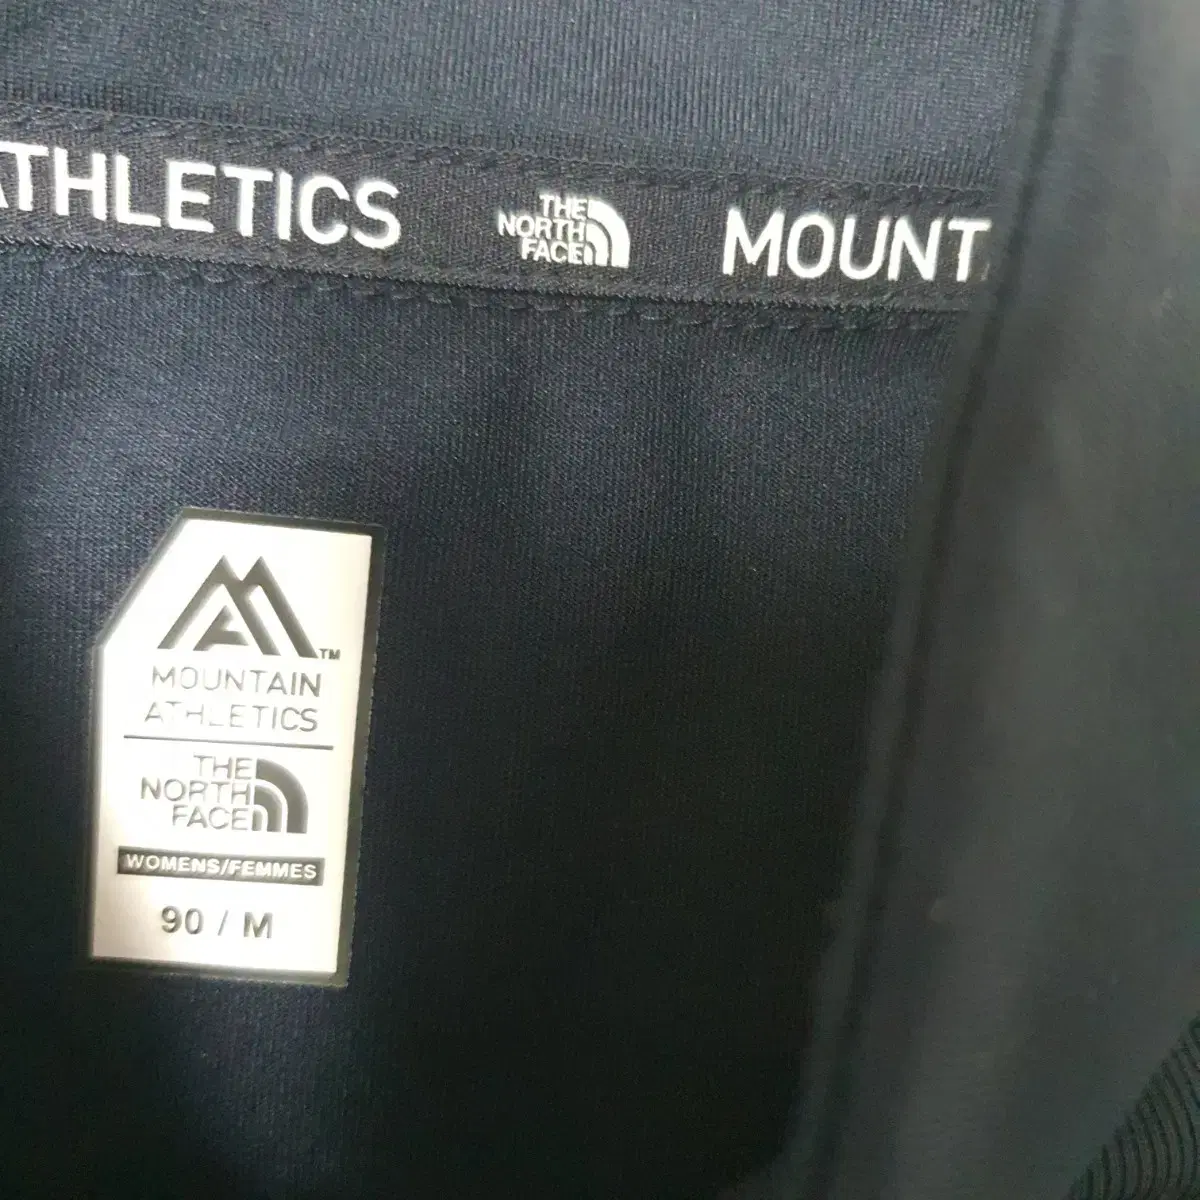 ATHLETICS
THE
NORTH
FACE
MOUNT
MOUNTAIN
ATHLETICS
THE
NORTH
FACE
WOMENS/FEMMES
90 / M